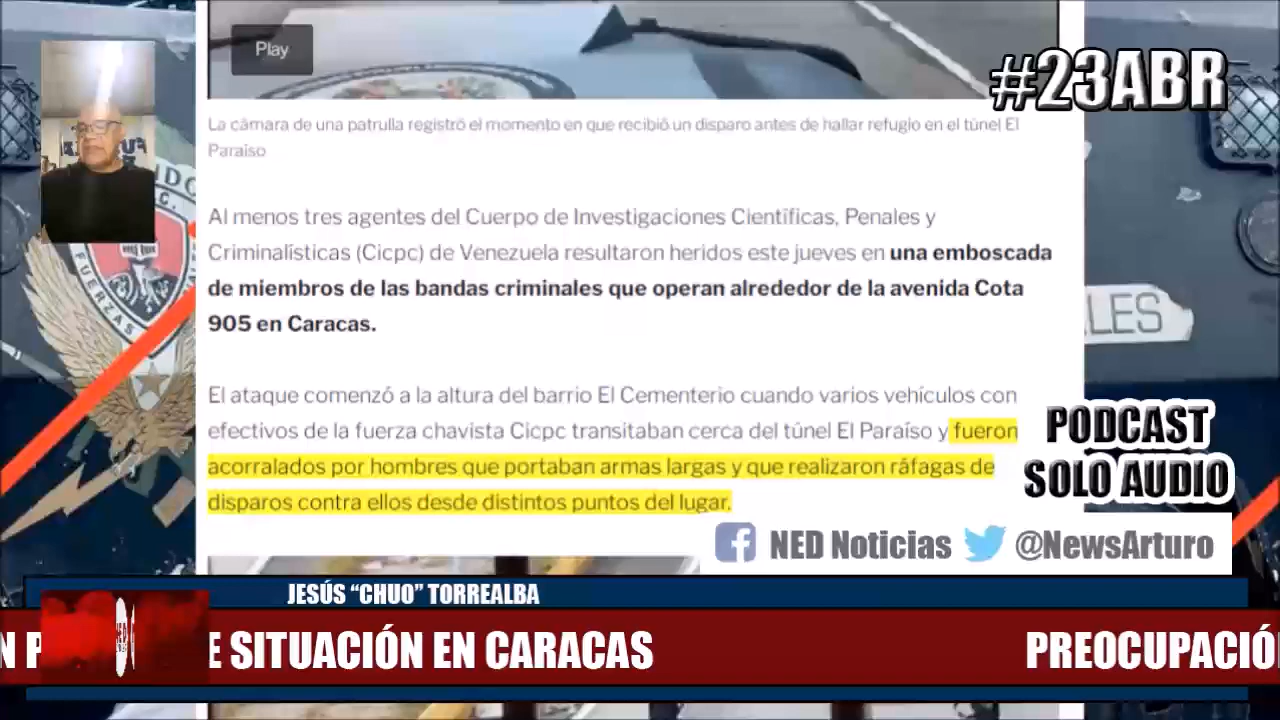 Play
#23ABR
La cámara de una patrulla registró el momento en que recibió un disparo antes de hallar refugio en el túnel El
Paraíso
Al menos tres agentes del Cuerpo de Investigaciones Científicas, Penales y
Criminalísticas (Cicpc) de Venezuela resultaron heridos este jueves en una emboscada
de miembros de las bandas criminales que operan alrededor de la avenida Cota
905 en Caracas.
El ataque comenzó a la altura del barrio El Cementerio cuando varios vehículos con
efectivos de la fuerza chavista Cicpc transitaban cerca del túnel El Paraíso y fueron
acorralados por hombres que portaban armas largas y que realizaron ráfagas de
disparos contra ellos desde distintos puntos del lugar.
FUERZAS
LES
PODCAST
SOLO AUDIO
NED Noticias @NewsArturo
JESÚS “CHUO” TORREALBA
N P E SITUACIÓN EN CARACAS PREOCUPACIÓ